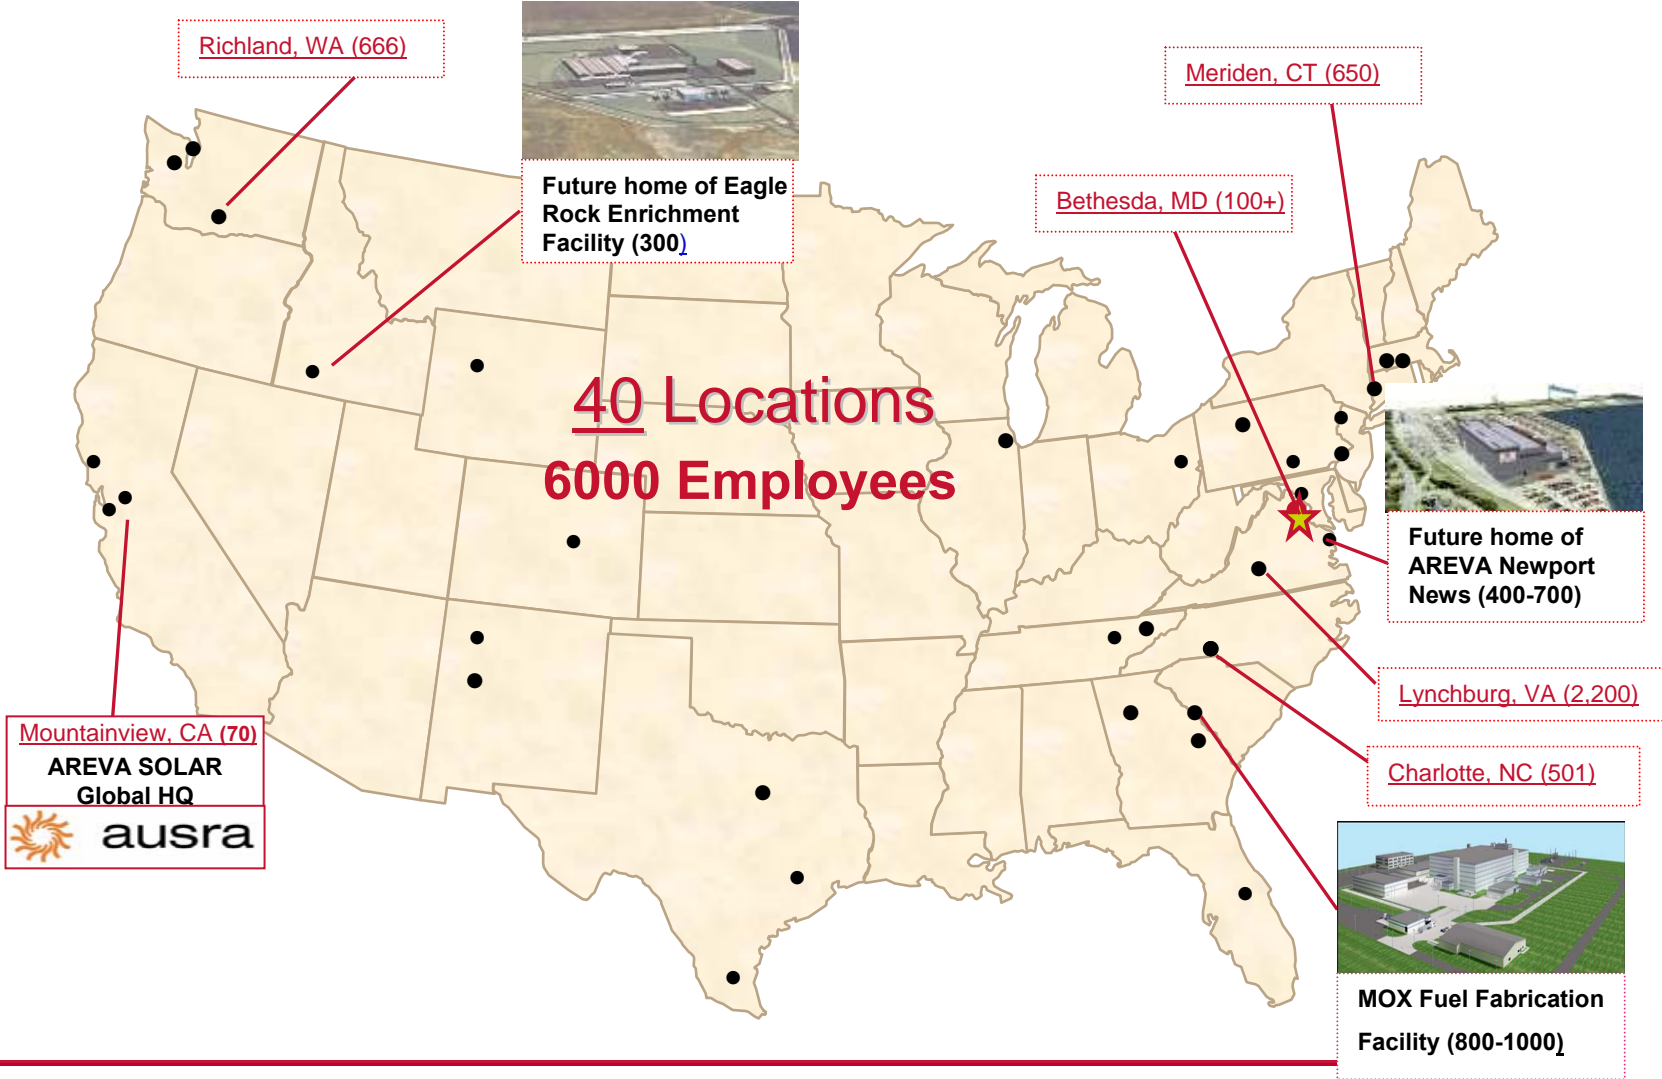 Richland, WA (666)
Future home of Eagle
Rock Enrichment
Facility (300)
Meriden, CT (650)
Bethesda, MD (100+)
40 Locations
6000 Employees
Future home of
AREVA Newport
News (400-700)
Lynchburg, VA (2,200)
Mountainview, CA (70)
AREVA SOLAR
Global HQ
ausra
Charlotte, NC (501)
MOX Fuel Fabrication
Facility (800-1000)